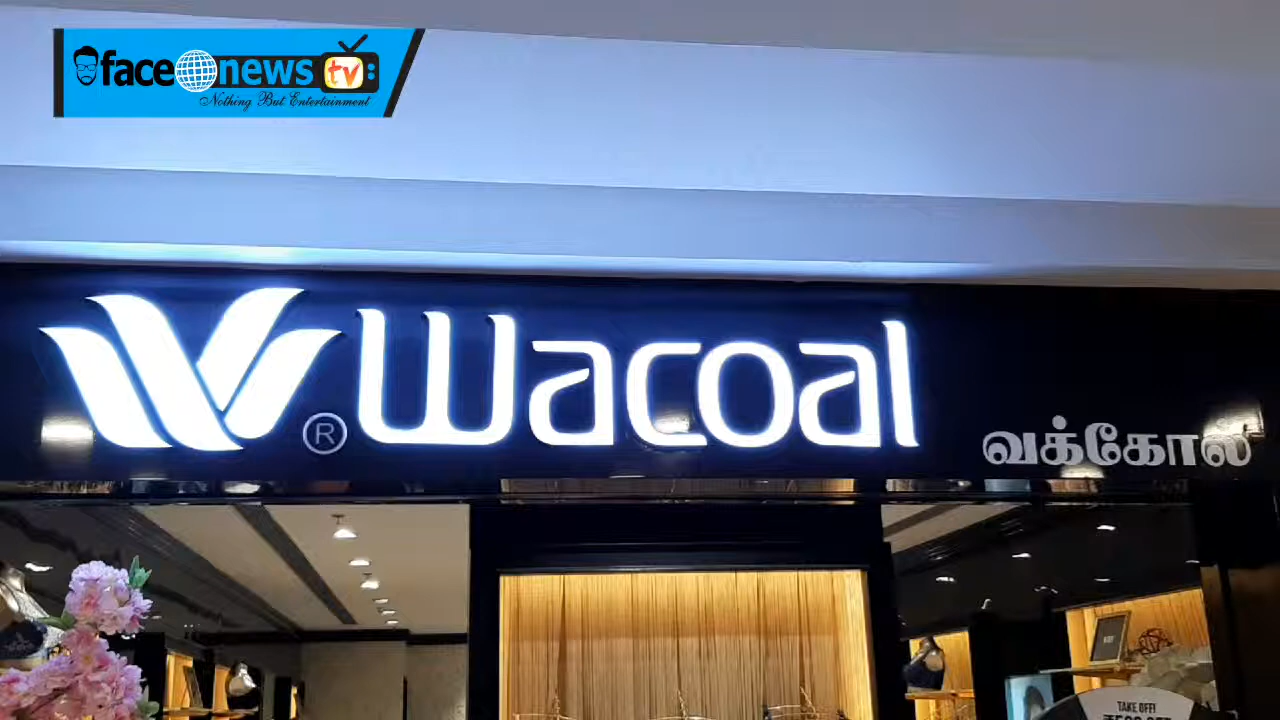 face news tv
Nothing But Entertainment
® Wacoal
வக்கோல்
TAKE OFF!